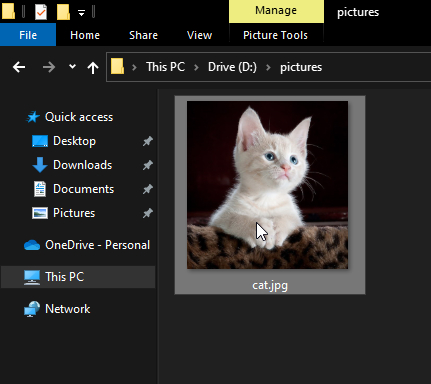 Manage
pictures
File
Home
Share
View
Picture Tools
This PC
Drive (D:)
pictures
Quick access
Desktop
Downloads
Documents
Pictures
OneDrive - Personal
This PC
Network
cat.jpg